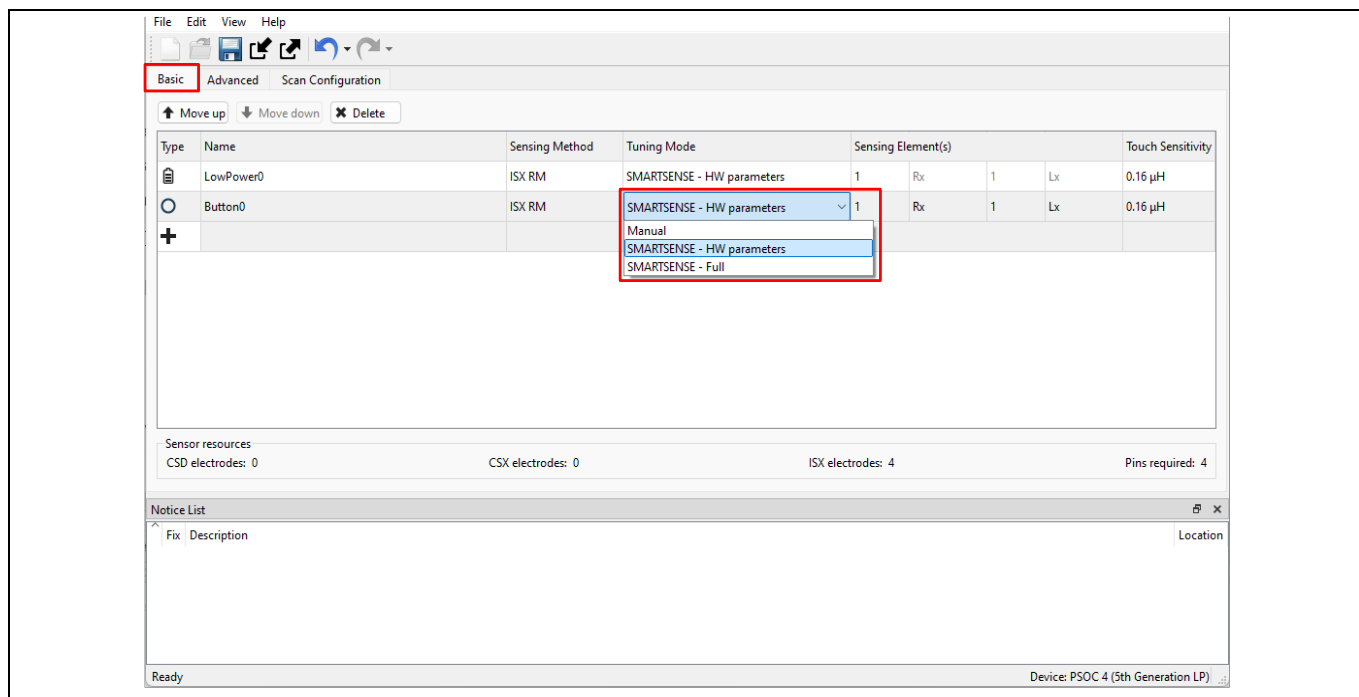 File Edit View Help
Basic Advanced Scan Configuration
Move up Move down Delete
Type Name Sensing Method Tuning Mode Sensing Element(s) Touch Sensitivity
LowPower0 ISX RM SMARTSENSE - HW parameters 1 Rx 1 Lx 0.16 µH
Button0 ISX RM SMARTSENSE - HW parameters 1 Rx 1 Lx 0.16 µH
Manual
SMARTSENSE - HW parameters
SMARTSENSE - Full
Sensor resources
CSD electrodes: 0 CSX electrodes: 0 ISX electrodes: 4 Pins required: 4
Notice List
Fix Description Location
Ready Device: PSOC 4 (5th Generation LP)